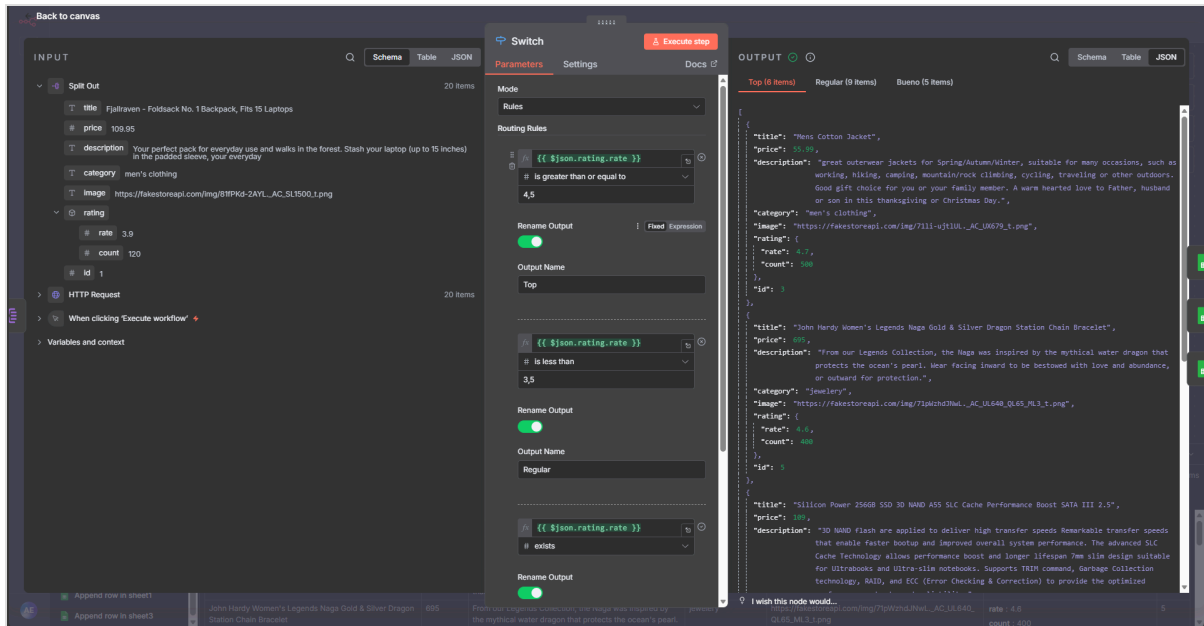 Back to canvas
INPUT
Schema Table JSON
Split Out 20 items
T title Fjallraven - Foldsack No. 1 Backpack, Fits 15 Laptops
# price 109.95
T description Your perfect pack for everyday use and walks in the forest. Stash your laptop (up to 15 inches)
in the padded sleeve, your everyday
T category men's clothing
T image https://fakestoreapi.com/img/81fPKd-2AYL._AC_SL1500_t.png
rating
# rate 3.9
# count 120
# id 1
HTTP Request 20 items
When clicking 'Execute workflow'
Variables and context
Switch Execute step
Parameters Settings Docs
Mode
Rules
Routing Rules
fx {{ $json.rating.rate }}
# is greater than or equal to
4,5
Rename Output Fixed Expression
Output Name
Top
fx {{ $json.rating.rate }}
# is less than
3,5
Rename Output
Output Name
Regular
fx {{ $json.rating.rate }}
# exists
Rename Output
OUTPUT
Schema Table JSON
Top (6 items) Regular (9 items) Bueno (5 items)
[
{
"title": "Mens Cotton Jacket",
"price": 55.99,
"description": "great outerwear jackets for Spring/Autumn/Winter, suitable for many occasions, such as
working, hiking, camping, mountain/rock climbing, cycling, traveling or other outdoors.
Good gift choice for you or your family member. A warm hearted love to Father, husband
or son in this thanksgiving or Christmas Day.",
"category": "men's clothing",
"image": "https://fakestoreapi.com/img/71li-ujtlUL._AC_UX679_t.png",
"rating": {
"rate": 4.7,
"count": 500
},
"id": 3
},
{
"title": "John Hardy Women's Legends Naga Gold & Silver Dragon Station Chain Bracelet",
"price": 695,
"description": "From our Legends Collection, the Naga was inspired by the mythical water dragon that
protects the ocean's pearl. Wear facing inward to be bestowed with love and abundance,
or outward for protection.",
"category": "jewelery",
"image": "https://fakestoreapi.com/img/71pWzhdJNwL._AC_UL640_QL65_ML3_t.png",
"rating": {
"rate": 4.6,
"count": 400
},
"id": 5
},
{
"title": "Silicon Power 256GB SSD 3D NAND A55 SLC Cache Performance Boost SATA III 2.5",
"price": 109,
"description": "3D NAND flash are applied to deliver high transfer speeds Remarkable transfer speeds
that enable faster bootup and improved overall system performance. The advanced SLC
Cache Technology allows performance boost and longer lifespan 7mm slim design suitable
for Ultrabooks and Ultra-slim notebooks. Supports TRIM command, Garbage Collection
technology, RAID, and ECC (Error Checking & Correction) to provide the optimized
I wish this node would...
Append row in sheet1
Append row in sheet3
John Hardy Women's Legends Naga Gold & Silver Dragon 695 From our Legends Collection, the Naga was inspired by jewelery https://fakestoreapi.com/img/71pWzhdJNwL._AC_UL640_ rate : 4.6 5
Station Chain Bracelet the mythical water dragon that protects the ocean's pearl. QL65_ML3_t.png count : 400